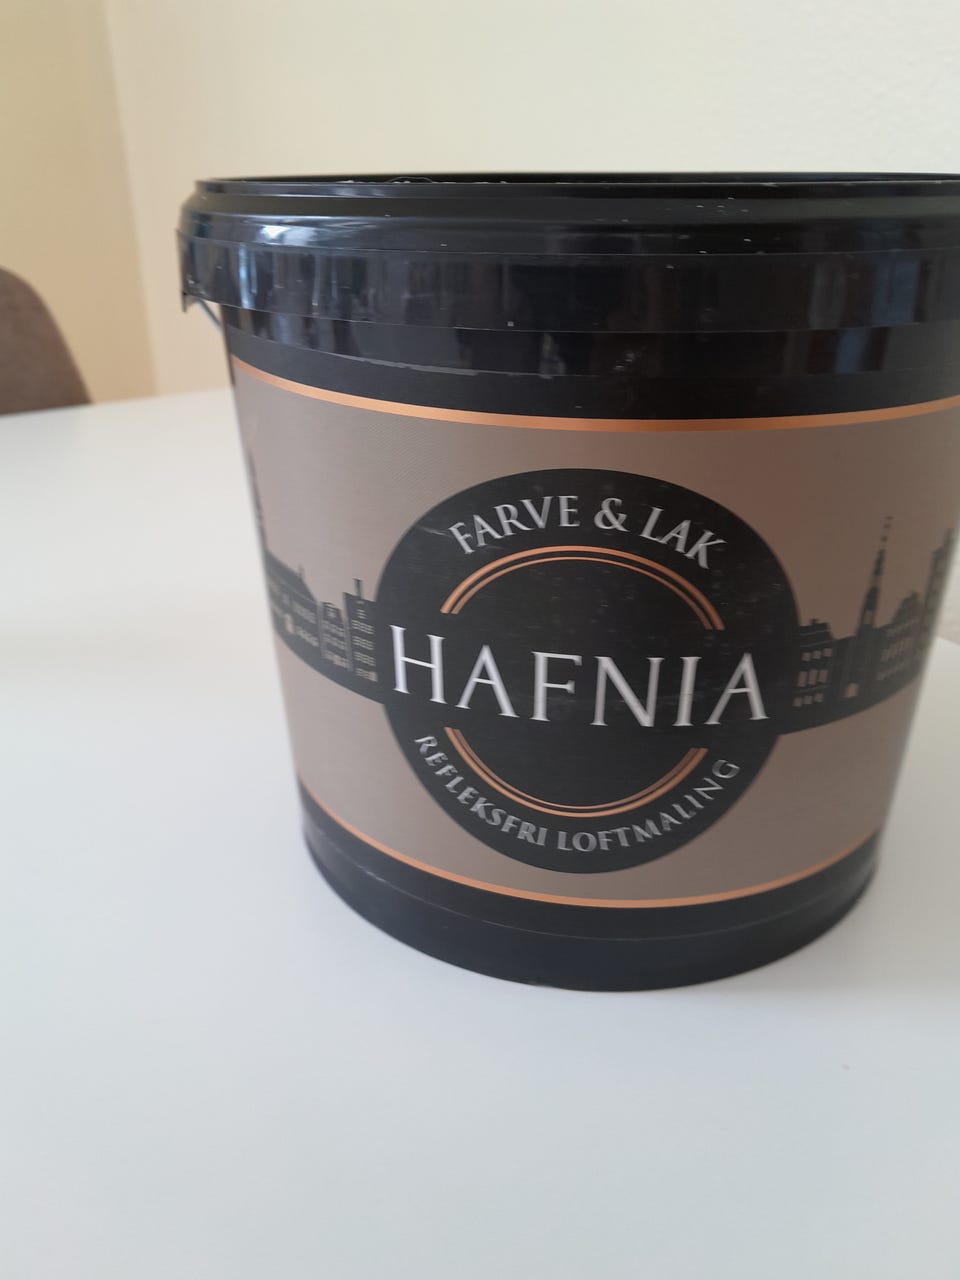 FARVE & LAK
HAFNIA
REFLEKSFRI LOFTMALING